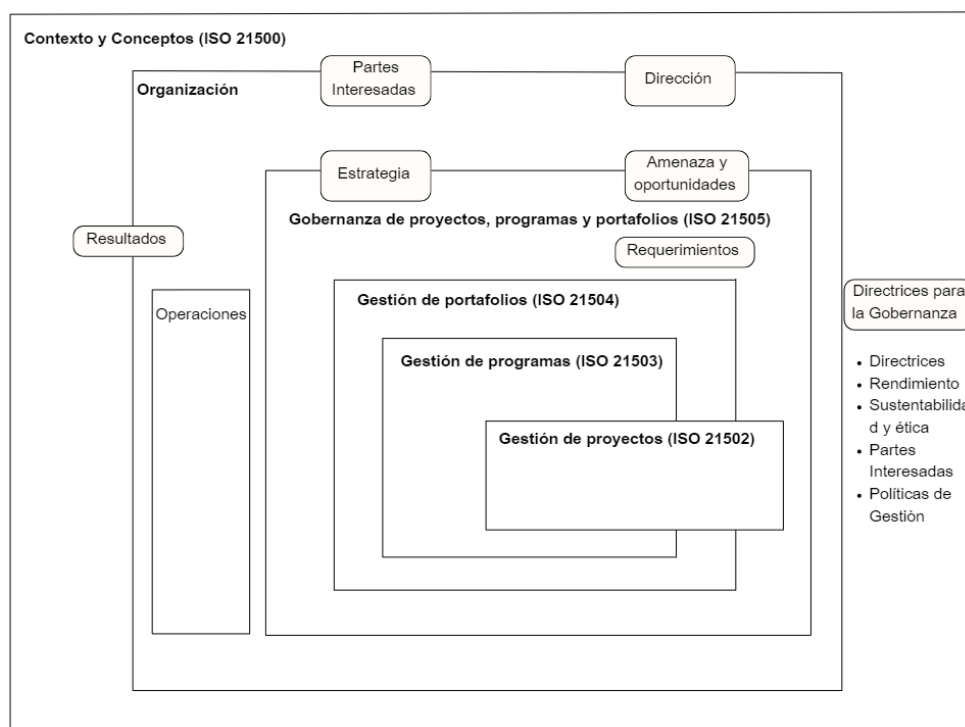 Contexto y Conceptos (ISO 21500)
Partes
Interesadas
Dirección
Organización
Estrategia
Amenaza y
oportunidades
Gobernanza de proyectos, programas y portafolios (ISO 21505)
Resultados
Requerimientos
Operaciones
Gestión de portafolios (ISO 21504)
Gestión de programas (ISO 21503)
Gestión de proyectos (ISO 21502)
Directrices para
la Gobernanza
• Directrices
• Rendimiento
• Sustentabilida
d y ética
• Partes
Interesadas
• Políticas de
Gestiòn